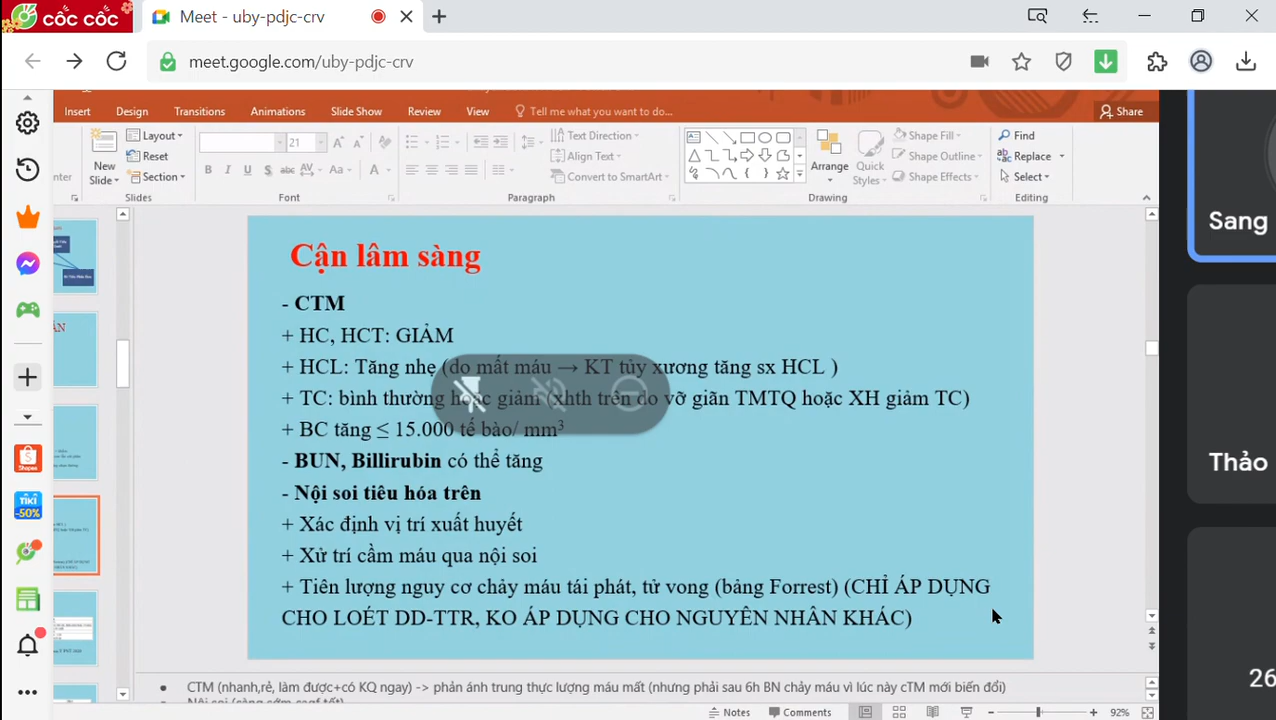 cốc cốc
Meet - uby-pdjc-crv
meet.google.com/uby-pdjc-crv
Insert Design Transitions Animations Slide Show Review View Tell me what you want to do... Share
New Slide Layout Reset Section
21
B I U S abc AV Aa A
Text Direction Align Text Convert to SmartArt
Arrange Quick Styles Shape Fill Shape Outline Shape Effects
Find Replace Select
Slides Font Paragraph Drawing Editing
Sang
Thảo
26
Shopee
TIKI
-50%
Cận lâm sàng
- CTM
+ HC, HCT: GIẢM
+ HCL: Tăng nhẹ (do mất máu → KT tủy xương tăng sx HCL )
+ TC: bình thường hoặc giảm (xhth trên do vỡ giãn TMTQ hoặc XH giảm TC)
+ BC tăng ≤ 15.000 tế bào/ mm³
- BUN, Billirubin có thể tăng
- Nội soi tiêu hóa trên
+ Xác định vị trí xuất huyết
+ Xử trí cầm máu qua nội soi
+ Tiên lượng nguy cơ chảy máu tái phát, tử vong (bảng Forrest) (CHỈ ÁP DỤNG
CHO LOÉT DD-TTR, KO ÁP DỤNG CHO NGUYÊN NHÂN KHÁC)
• CTM (nhanh,rẻ, làm được+có KQ ngay) -> phản ánh trung thực lượng máu mất (nhưng phải sau 6h BN chảy máu vì lúc này cTM mới biến đổi)
Notes Comments 92%